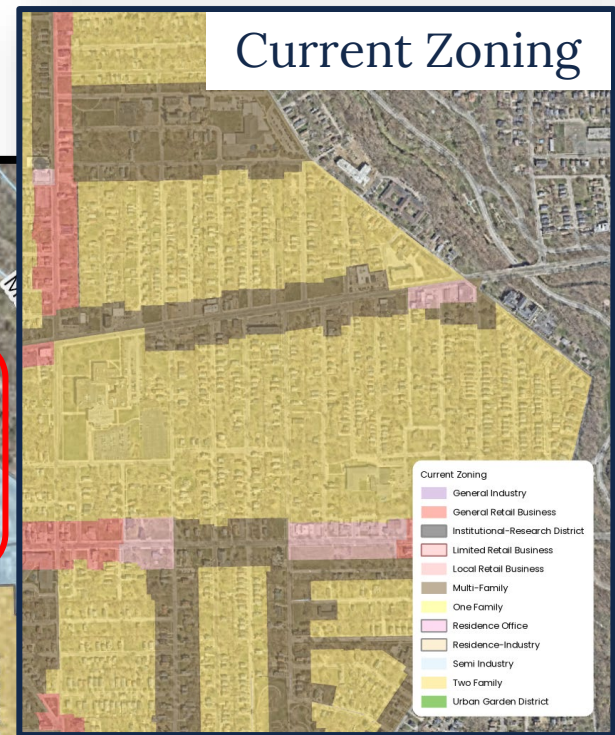 Current Zoning
Current Zoning
General Industry
General Retail Business
Institutional-Research District
Limited Retail Business
Local Retail Business
Multi-Family
One Family
Residence Office
Residence-Industry
Semi Industry
Two Family
Urban Garden District